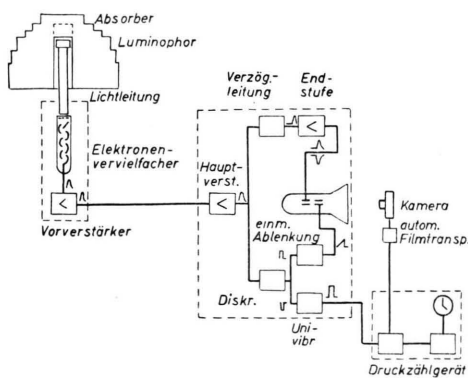 Absorber
Luminophor
Lichtleitung
Elektronen-
vervielfacher
Vorverstärker
Verzög.-
leitung
End-
stufe
Haupt-
verst.
einm.
Ablenkung
Diskr.
Uni-
vibr
Kamera
autom.
Filmtransp.
Druckzählgerät